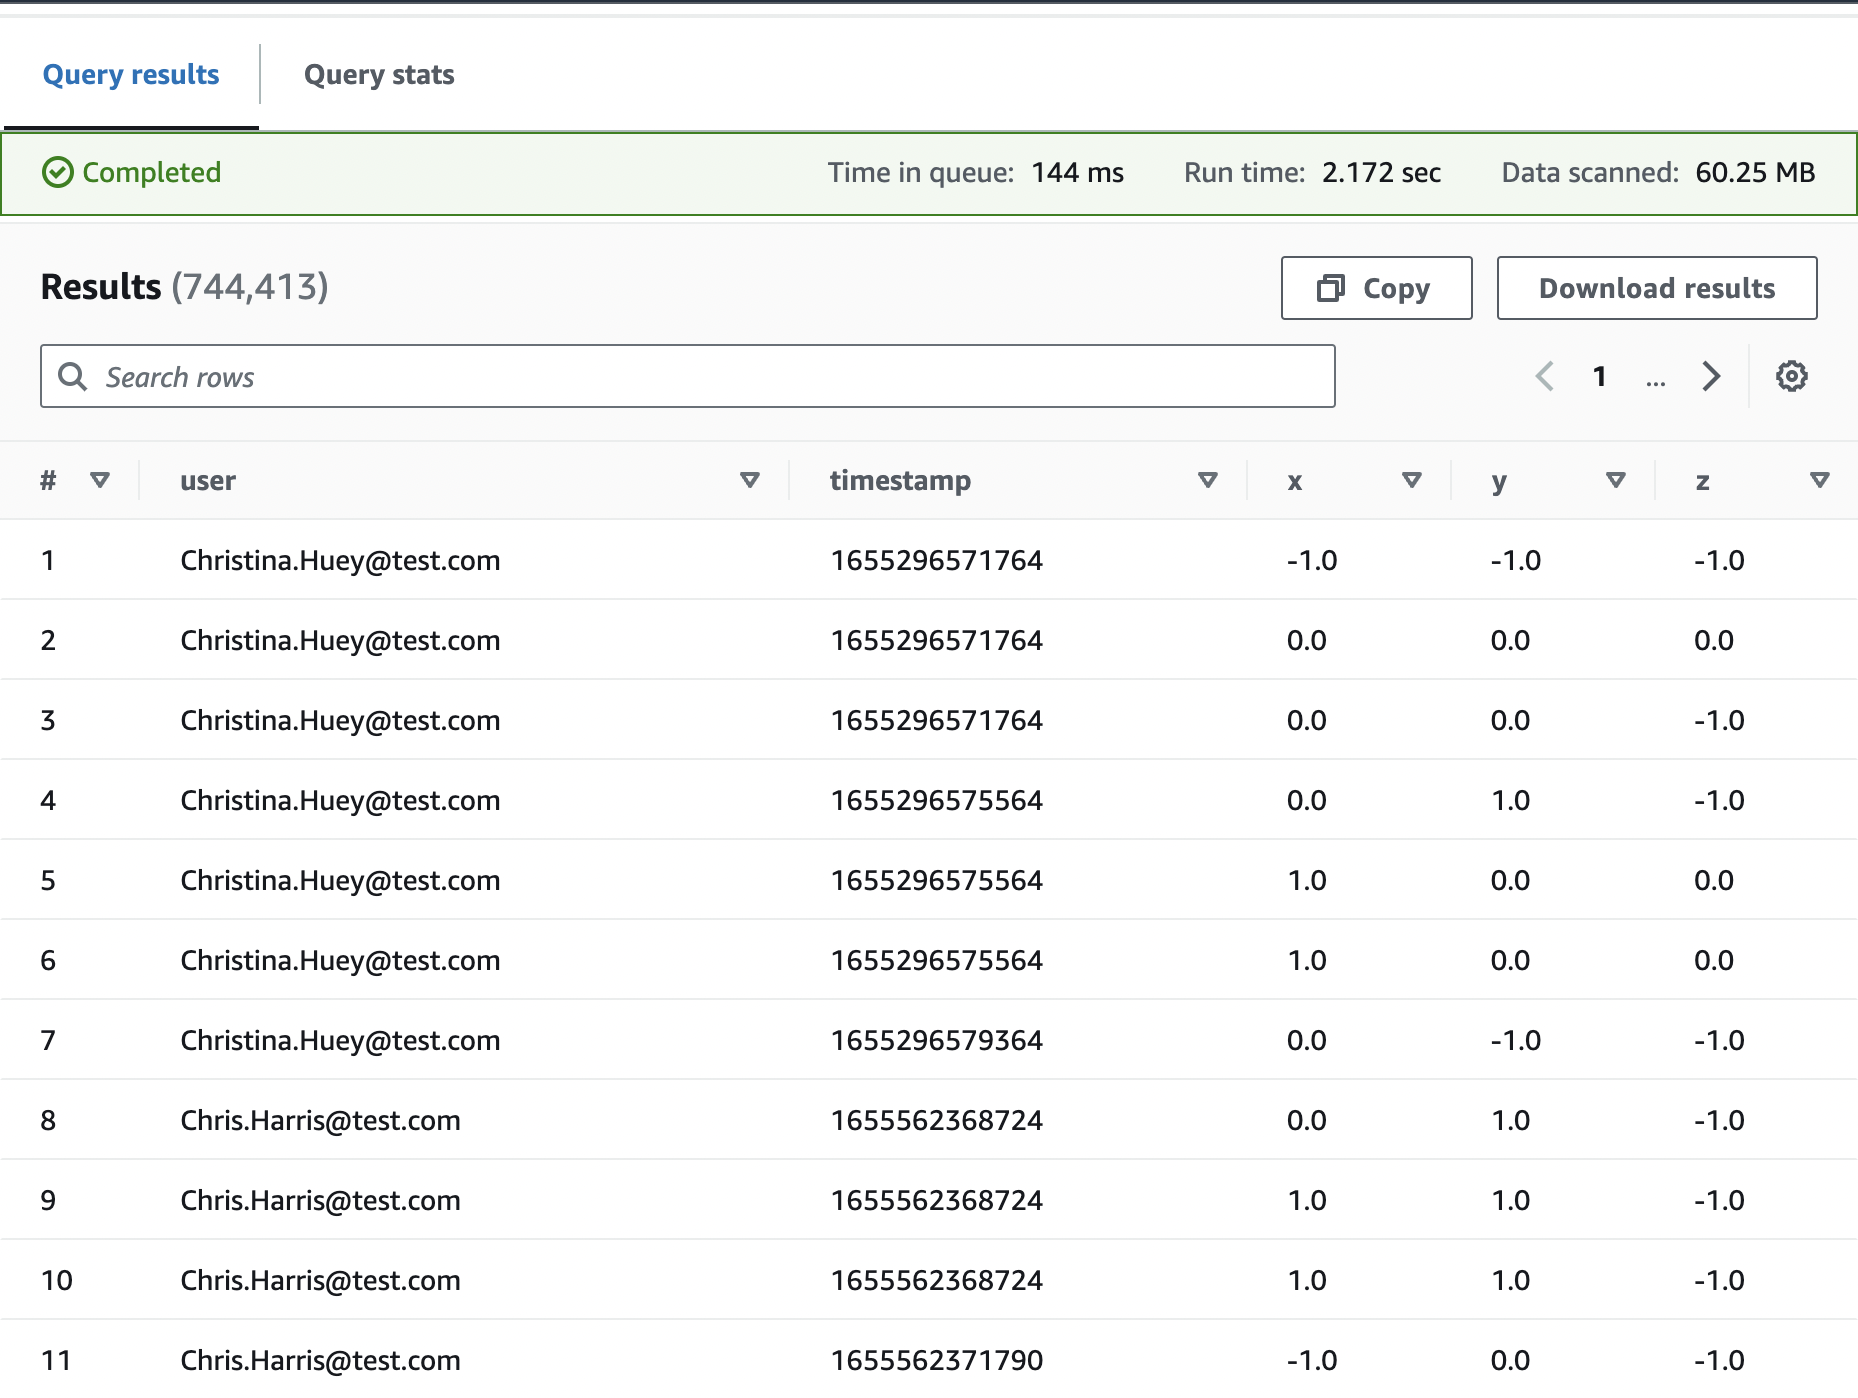 Query results Query stats
Completed Time in queue: 144 ms Run time: 2.172 sec Data scanned: 60.25 MB
Results (744,413) Copy Download results
Search rows 1 ...
# user timestamp x y z
1 Christina.Huey@test.com 1655296571764 -1.0 -1.0 -1.0
2 Christina.Huey@test.com 1655296571764 0.0 0.0 0.0
3 Christina.Huey@test.com 1655296571764 0.0 0.0 -1.0
4 Christina.Huey@test.com 1655296575564 0.0 1.0 -1.0
5 Christina.Huey@test.com 1655296575564 1.0 0.0 0.0
6 Christina.Huey@test.com 1655296575564 1.0 0.0 0.0
7 Christina.Huey@test.com 1655296579364 0.0 -1.0 -1.0
8 Chris.Harris@test.com 1655562368724 0.0 1.0 -1.0
9 Chris.Harris@test.com 1655562368724 1.0 1.0 -1.0
10 Chris.Harris@test.com 1655562368724 1.0 1.0 -1.0
11 Chris.Harris@test.com 1655562371790 -1.0 0.0 -1.0